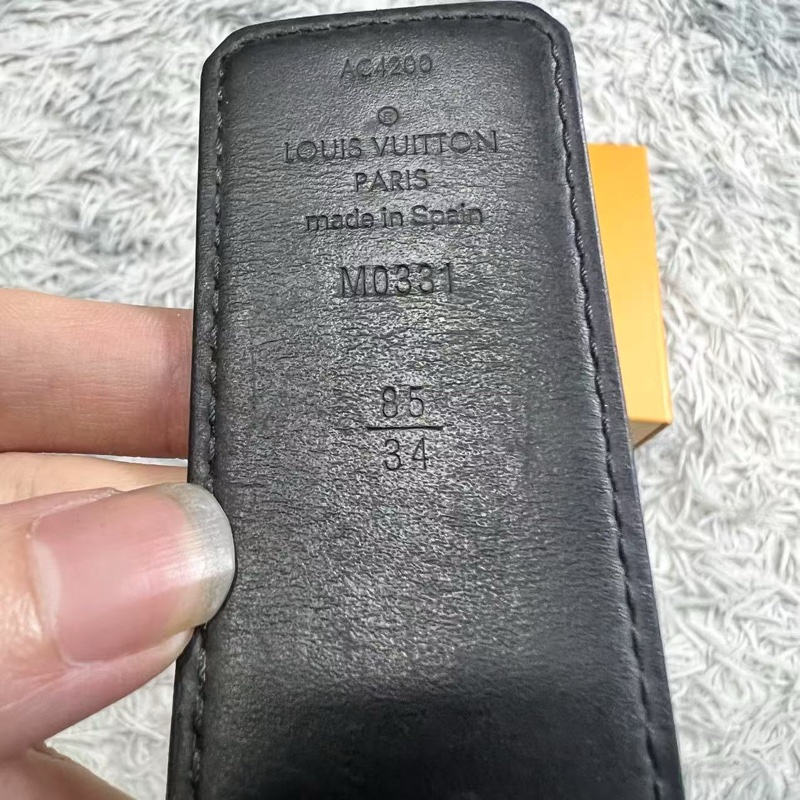 AC4200
®
LOUIS VUITTON
PARIS
made in Spain
M0331
85
34